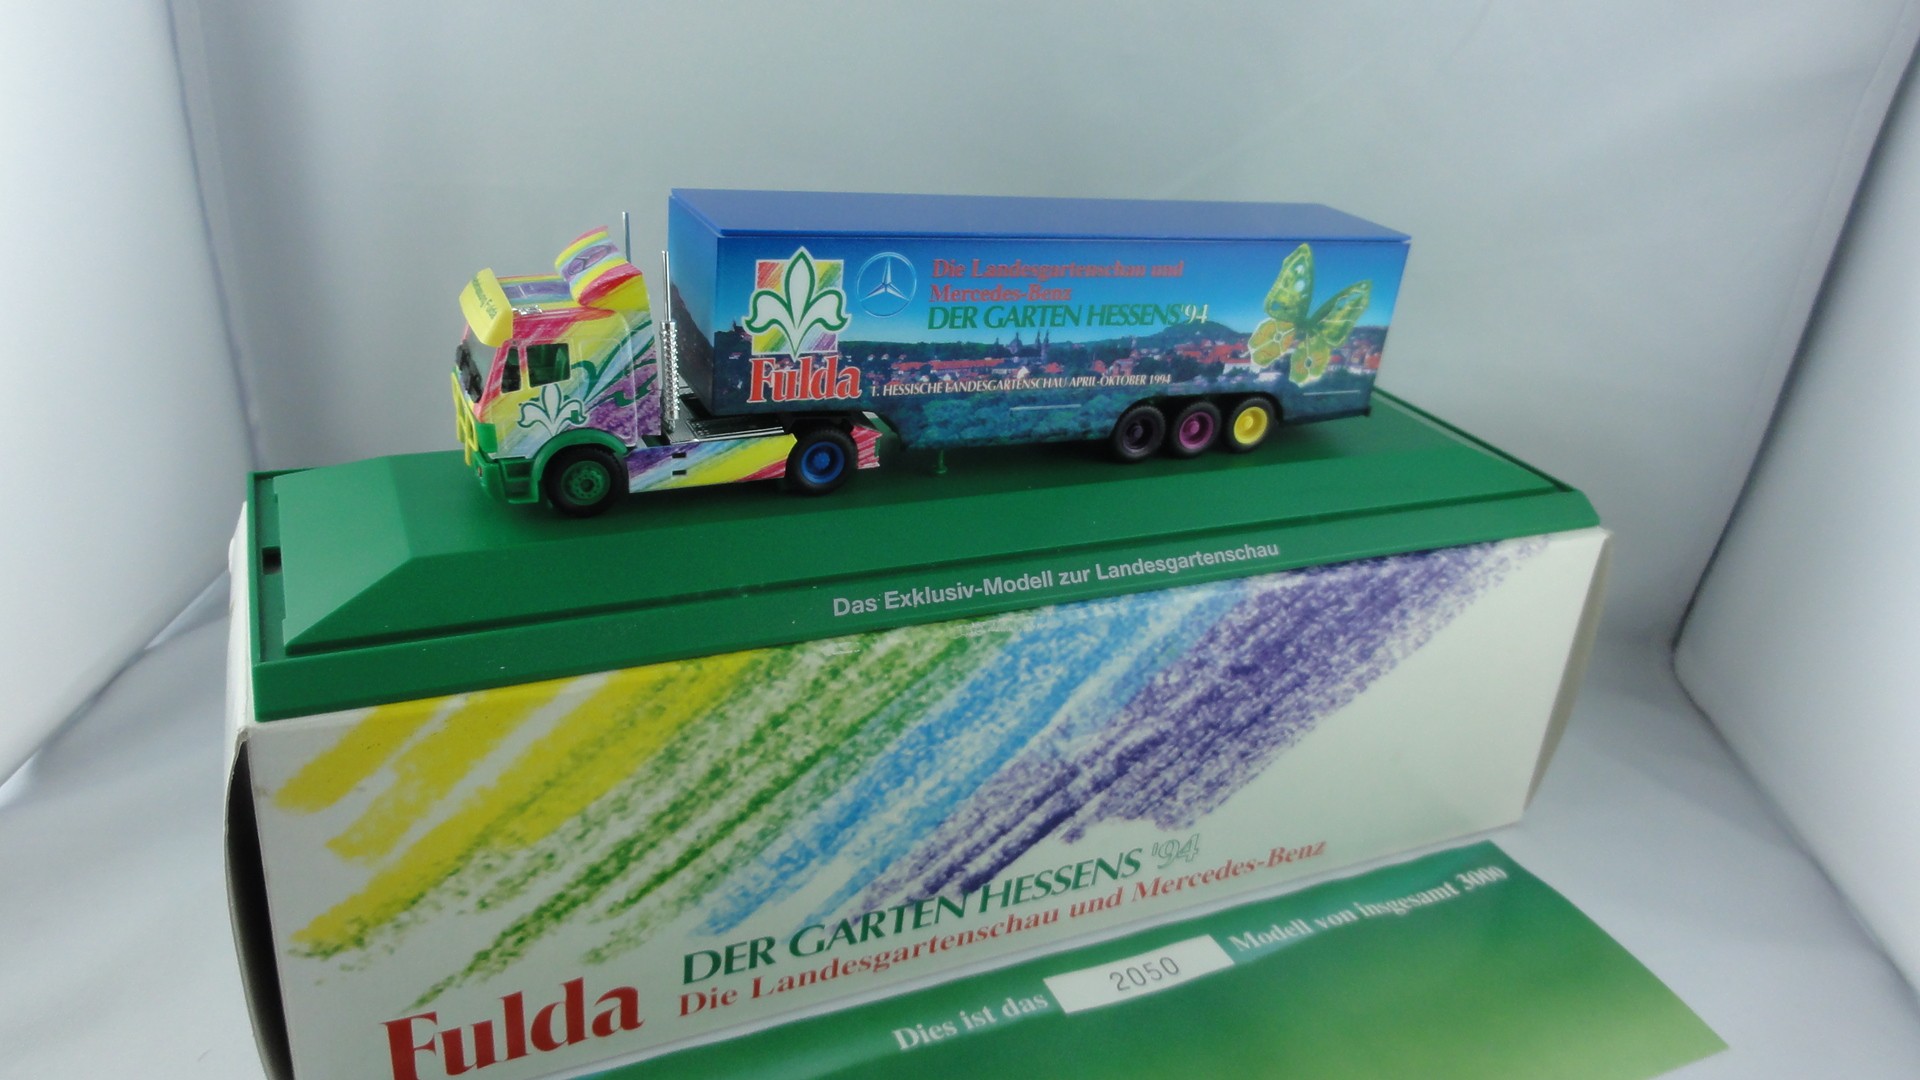 Die Landesgartenschau und
Mercedes-Benz
DER GARTEN HESSENS '94
Fulda
1. HESSISCHE LANDESGARTENSCHAU APRIL-OKTOBER 1994
Das Exklusiv-Modell zur Landesgartenschau
DER GARTEN HESSENS '94
Fulda Die Landesgartenschau und Mercedes-Benz
Dies ist das 2050 Modell von insgesamt 3000